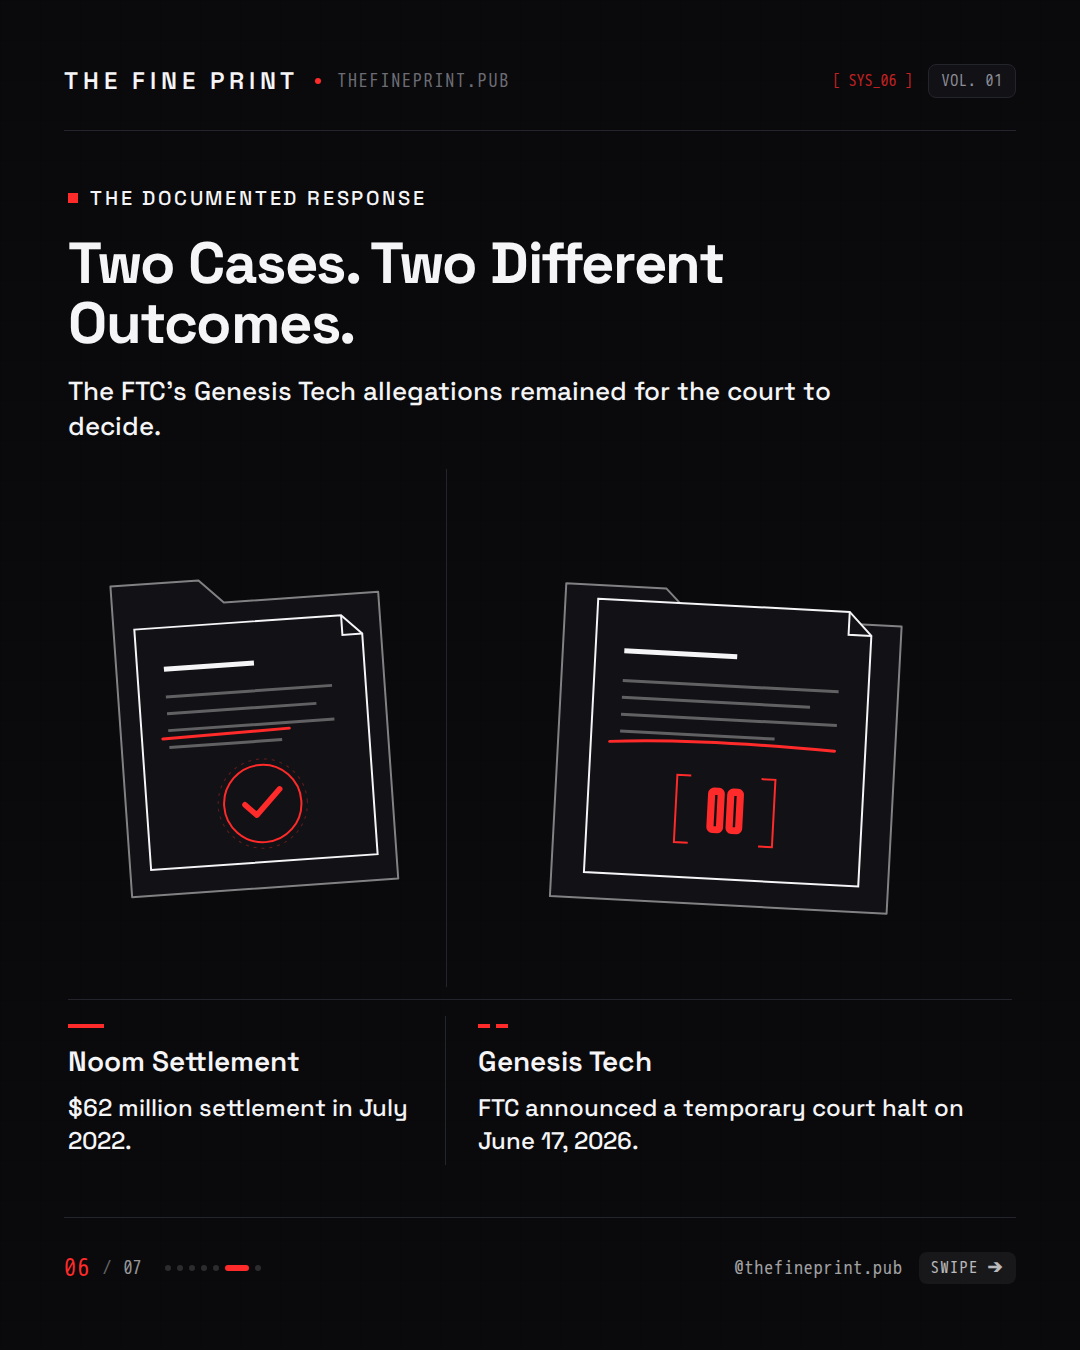 THE FINE PRINT • THEFINEPRINT.PUB
[ SYS_06 ] VOL. 01
THE DOCUMENTED RESPONSE
Two Cases. Two Different
Outcomes.
The FTC’s Genesis Tech allegations remained for the court to
decide.
Noom Settlement
$62 million settlement in July
2022.
Genesis Tech
FTC announced a temporary court halt on
June 17, 2026.
06 / 07
@thefineprint.pub SWIPE ➔